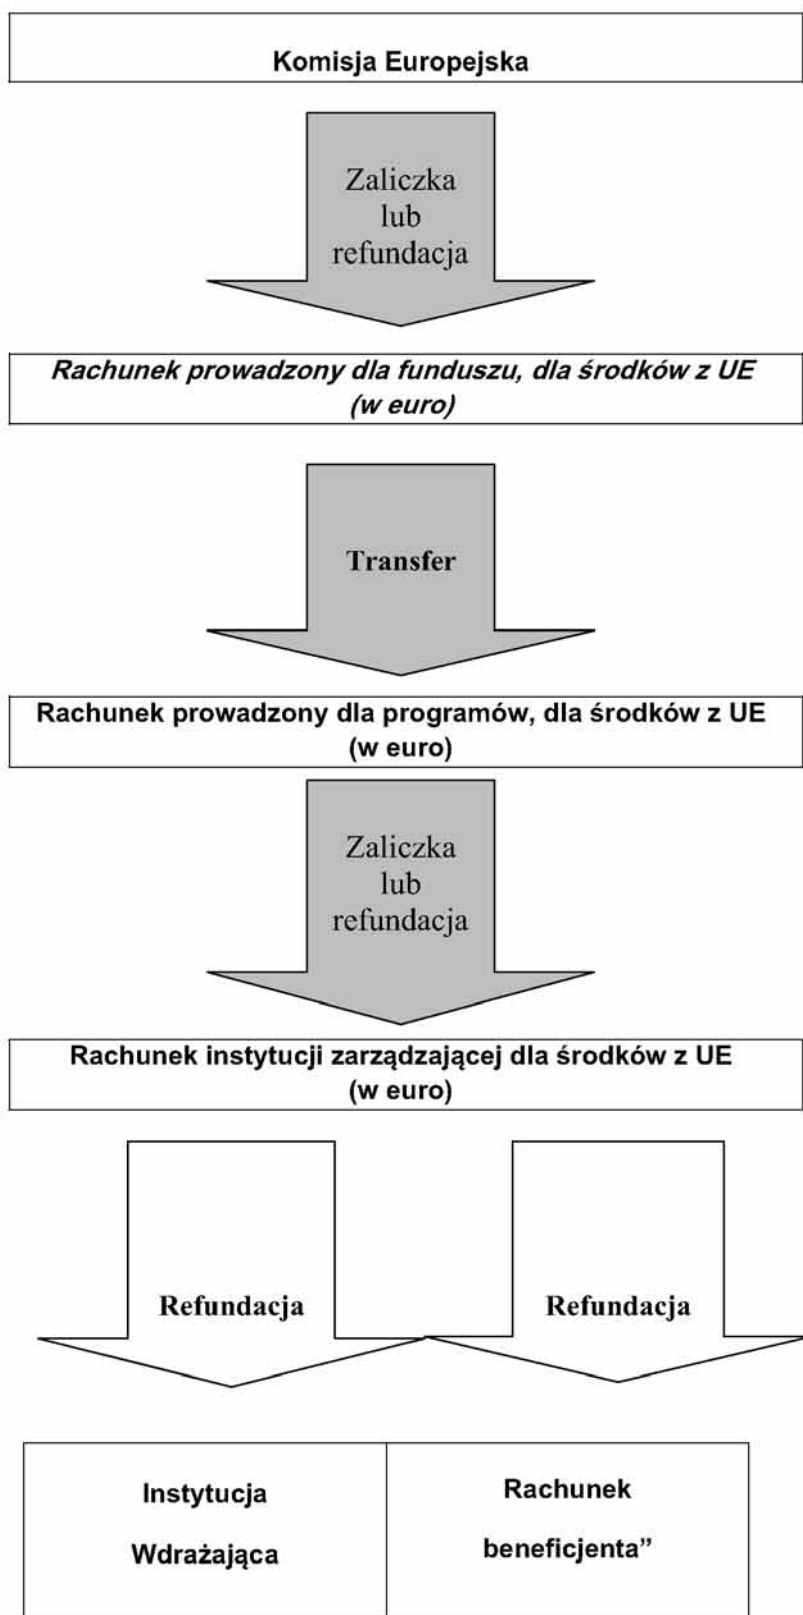 Komisja Europejska
Zaliczka
lub
refundacja
Rachunek prowadzony dla funduszu, dla środków z UE
(w euro)
Transfer
Rachunek prowadzony dla programów, dla środków z UE
(w euro)
Zaliczka
lub
refundacja
Rachunek instytucji zarządzającej dla środków z UE
(w euro)
Refundacja
Refundacja
Instytucja
Wdrażająca
Rachunek
beneficjenta”